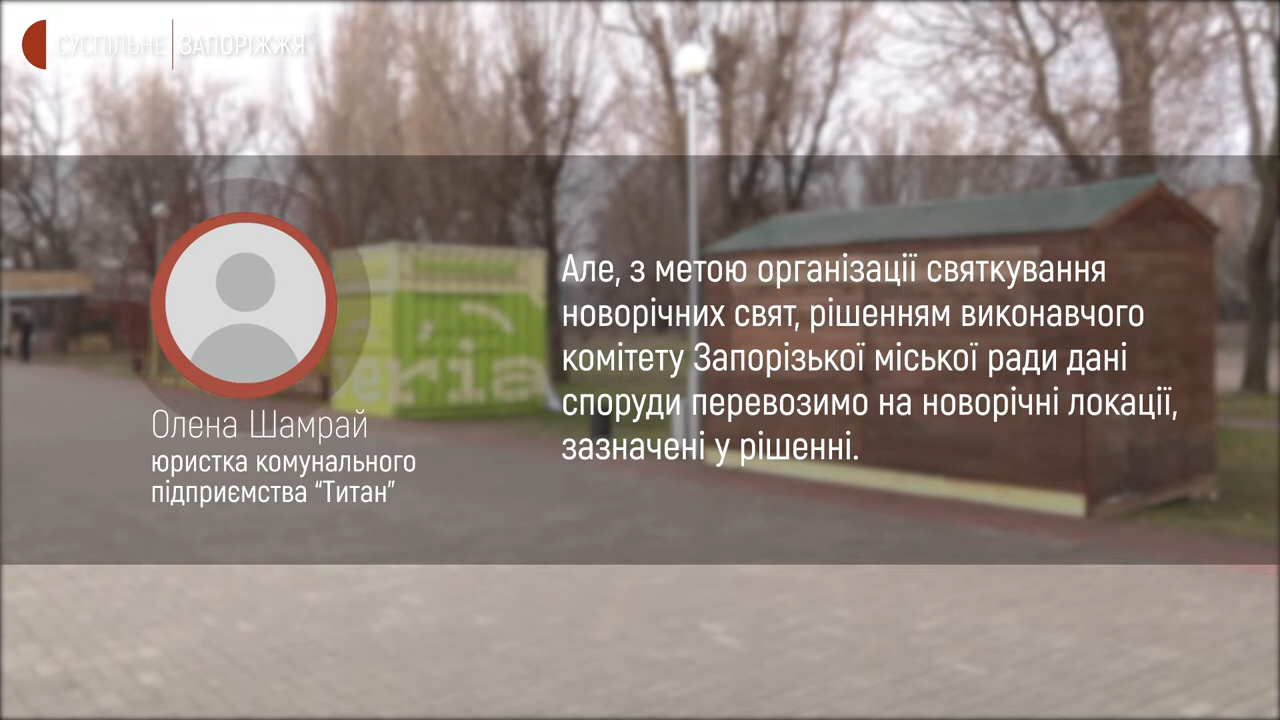 СУСПІЛЬНЕ ЗАПОРІЖЖЯ
Але, з метою організації святкування
новорічних свят, рішенням виконавчого
комітету Запорізької міської ради дані
споруди перевозимо на новорічні локації,
зазначені у рішенні.
Олена Шамрай
юристка комунального
підприємства “Титан”